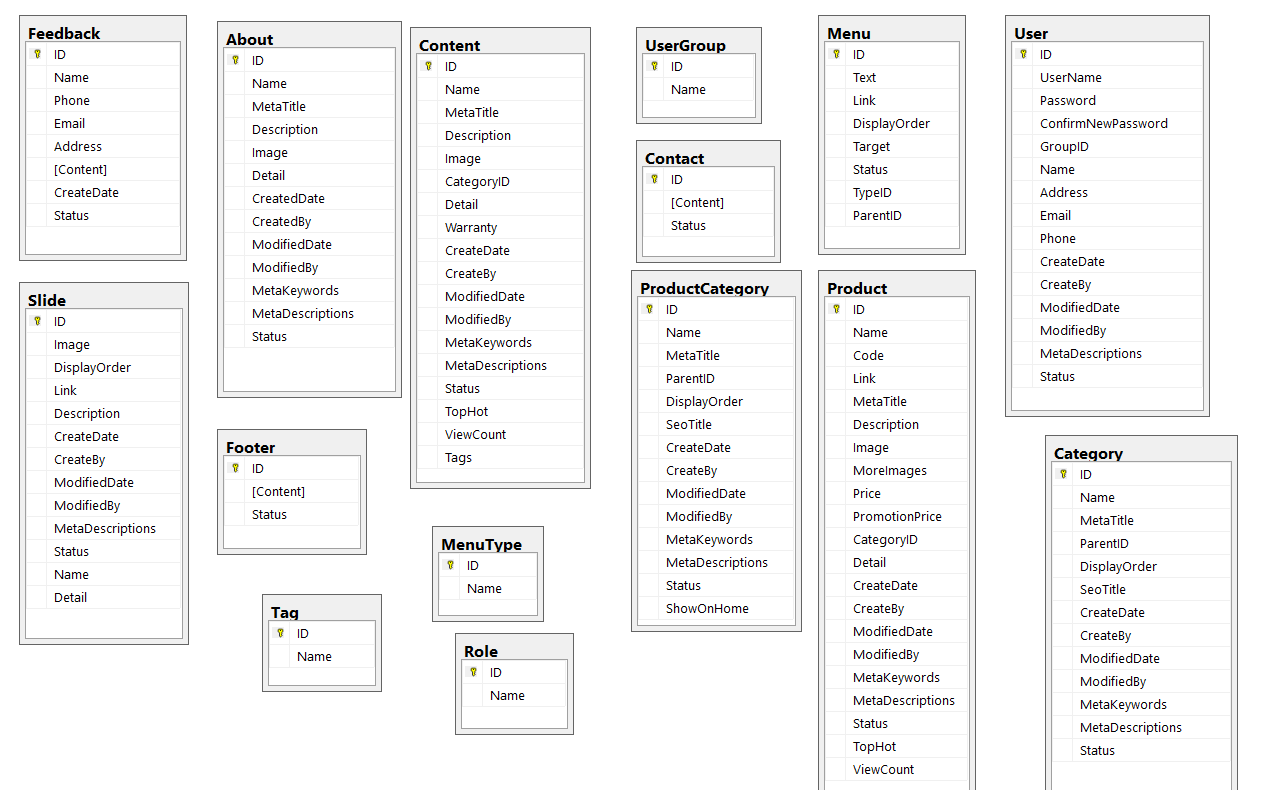 Feedback
ID
Name
Phone
Email
Address
[Content]
CreateDate
Status
Slide
ID
Image
DisplayOrder
Link
Description
CreateDate
CreateBy
ModifiedDate
ModifiedBy
MetaDescriptions
Status
Name
Detail
About
ID
Name
MetaTitle
Description
Image
Detail
CreatedDate
CreatedBy
ModifiedDate
ModifiedBy
MetaKeywords
MetaDescriptions
Status
Footer
ID
[Content]
Status
Tag
ID
Name
Content
ID
Name
MetaTitle
Description
Image
CategoryID
Detail
Warranty
CreateDate
CreateBy
ModifiedDate
ModifiedBy
MetaKeywords
MetaDescriptions
Status
TopHot
ViewCount
Tags
MenuType
ID
Name
Role
ID
Name
UserGroup
ID
Name
Contact
ID
[Content]
Status
ProductCategory
ID
Name
MetaTitle
ParentID
DisplayOrder
SeoTitle
CreateDate
CreateBy
ModifiedDate
ModifiedBy
MetaKeywords
MetaDescriptions
Status
ShowOnHome
Menu
ID
Text
Link
DisplayOrder
Target
Status
TypeID
ParentID
Product
ID
Name
Code
Link
MetaTitle
Description
Image
MoreImages
Price
PromotionPrice
CategoryID
Detail
CreateDate
CreateBy
ModifiedDate
ModifiedBy
MetaKeywords
MetaDescriptions
Status
TopHot
ViewCount
User
ID
UserName
Password
ConfirmNewPassword
GroupID
Name
Address
Email
Phone
CreateDate
CreateBy
ModifiedDate
ModifiedBy
MetaDescriptions
Status
Category
ID
Name
MetaTitle
ParentID
DisplayOrder
SeoTitle
CreateDate
CreateBy
ModifiedDate
ModifiedBy
MetaKeywords
MetaDescriptions
Status